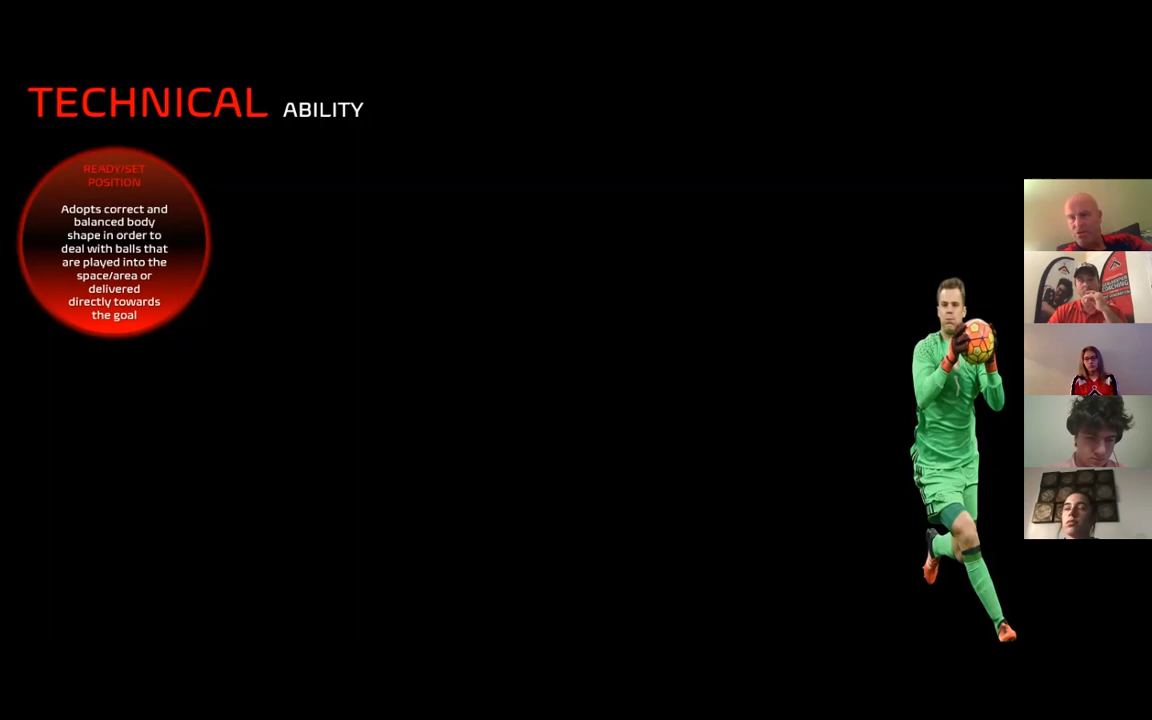 TECHNICAL ABILITY
READY/SET
POSITION
Adopts correct and
balanced body
shape in order to
deal with balls that
are played into the
space/area or
delivered
directly towards
the goal